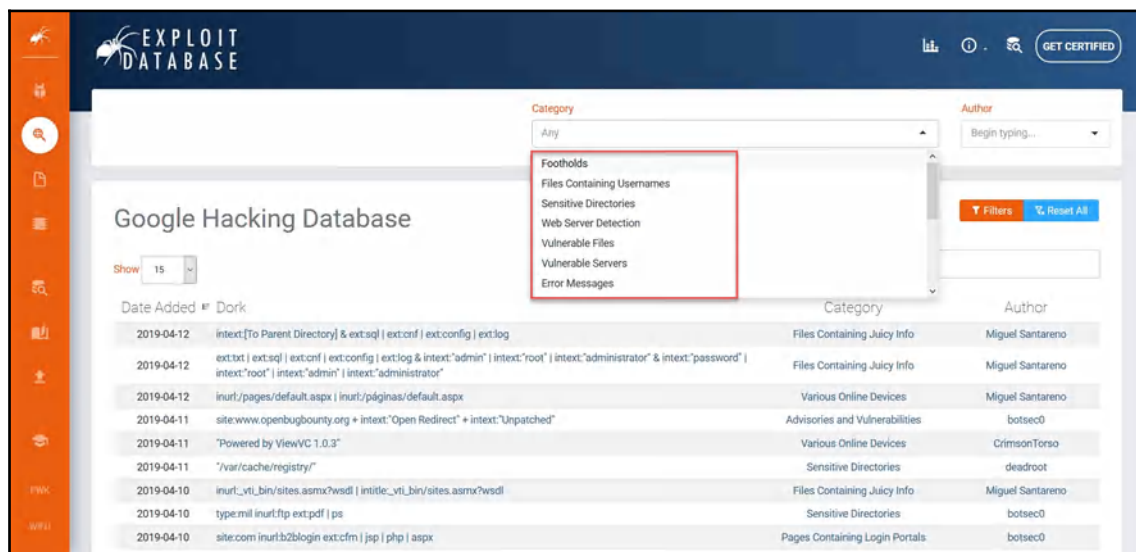 EXPLOIT
DATABASE
GET CERTIFIED
Category
Author
Any
Begin typing...
Footholds
Files Containing Usernames
Sensitive Directories
Web Server Detection
Vulnerable Files
Vulnerable Servers
Error Messages
Google Hacking Database
Filters
Reset All
Show 15
Date Added Dork Category Author
2019-04-12 intext:[To Parent Directory] & ext:sql | ext:cnf | ext:config | ext:log Files Containing Juicy Info Miguel Santareno
2019-04-12 ext:txt | ext:sql | ext:cnf | ext:config | ext:log & intext:"admin" | intext:"root" | intext:"administrator" & intext:"password" |
intext:"root" | intext:"admin" | intext:"administrator" Files Containing Juicy Info Miguel Santareno
2019-04-12 inurl:/pages/default.aspx | inurl:/páginas/default.aspx Various Online Devices Miguel Santareno
2019-04-11 site:www.openbugbounty.org + intext:"Open Redirect" + intext:"Unpatched" Advisories and Vulnerabilities botsec0
2019-04-11 "Powered by ViewVC 1.0.3" Various Online Devices CrimsonTorso
2019-04-11 "/var/cache/registry/" Sensitive Directories deadroot
2019-04-10 inurl:_vti_bin/sites.asmx?wsdl | intitle:_vti_bin/sites.asmx?wsdl Files Containing Juicy Info Miguel Santareno
2019-04-10 type:mil inurl:ftp ext:pdf | ps Sensitive Directories botsec0
2019-04-10 site:com inurl:b2blogin ext:cfm | jsp | php | aspx Pages Containing Login Portals botsec0
PWK
WiFU